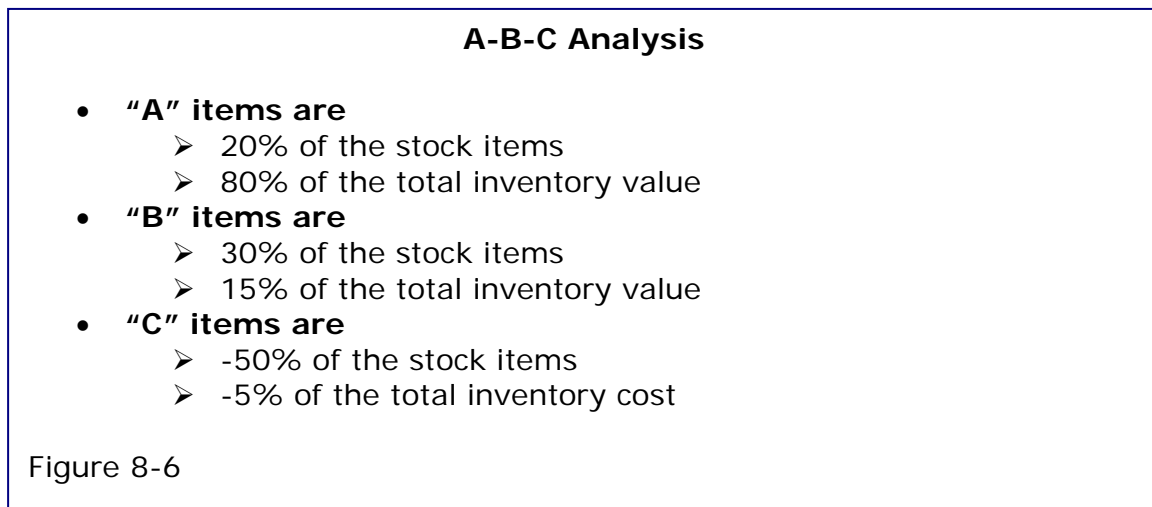 A-B-C Analysis
• “A” items are
➢ 20% of the stock items
➢ 80% of the total inventory value
• “B” items are
➢ 30% of the stock items
➢ 15% of the total inventory value
• “C” items are
➢ -50% of the stock items
➢ -5% of the total inventory cost
Figure 8-6